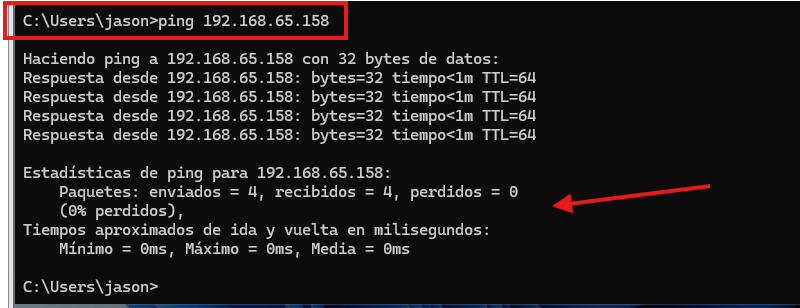 C:\Users\jason>ping 192.168.65.158
Haciendo ping a 192.168.65.158 con 32 bytes de datos:
Respuesta desde 192.168.65.158: bytes=32 tiempo<1m TTL=64
Respuesta desde 192.168.65.158: bytes=32 tiempo<1m TTL=64
Respuesta desde 192.168.65.158: bytes=32 tiempo<1m TTL=64
Respuesta desde 192.168.65.158: bytes=32 tiempo<1m TTL=64
Estadísticas de ping para 192.168.65.158:
Paquetes: enviados = 4, recibidos = 4, perdidos = 0
(0% perdidos),
Tiempos aproximados de ida y vuelta en milisegundos:
Mínimo = 0ms, Máximo = 0ms, Media = 0ms
C:\Users\jason>